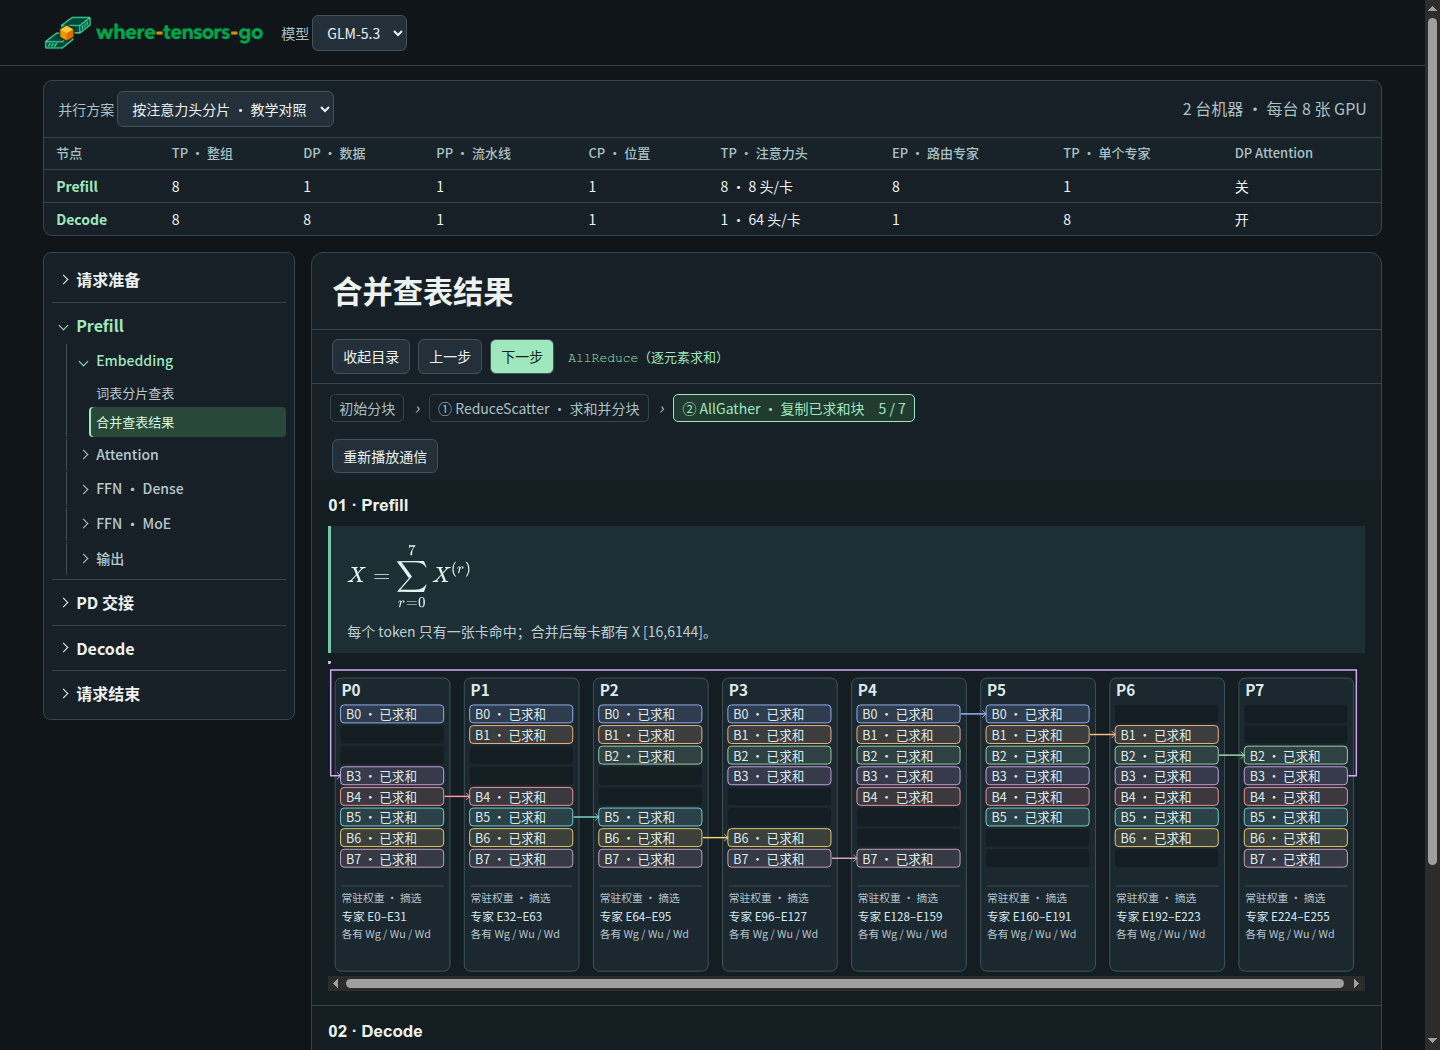 where-tensors-go 模型 GLM-5.3
并行方案 按注意力头分片 · 教学对照 2 台机器 · 每台 8 张 GPU
节点 TP · 整组 DP · 数据 PP · 流水线 CP · 位置 TP · 注意力头 EP · 路由专家 TP · 单个专家 DP Attention
Prefill 8 1 1 1 8 · 8 头/卡 8 1 关
Decode 8 8 1 1 1 · 64 头/卡 1 8 开
请求准备
Prefill
Embedding
词表分片查表
合并查表结果
Attention
FFN · Dense
FFN · MoE
输出
PD 交接
Decode
请求结束
合并查表结果
收起目录 上一步 下一步 AllReduce（逐元素求和）
初始分块 › ① ReduceScatter · 求和并分块 › ② AllGather · 复制已求和块 5 / 7
重新播放通信
01 · Prefill
X = ∑_{r=0}^{7} X^{(r)}
每个 token 只有一张卡命中；合并后每卡都有 X [16,6144]。
P0 P1 P2 P3 P4 P5 P6 P7
B0 · 已求和 B0 · 已求和 B0 · 已求和 B0 · 已求和 B0 · 已求和 B0 · 已求和
B1 · 已求和 B1 · 已求和 B1 · 已求和 B1 · 已求和 B1 · 已求和 B1 · 已求和
B2 · 已求和 B2 · 已求和 B2 · 已求和 B2 · 已求和 B2 · 已求和 B2 · 已求和
B3 · 已求和 B3 · 已求和 B3 · 已求和 B3 · 已求和 B3 · 已求和 B3 · 已求和
B4 · 已求和 B4 · 已求和 B4 · 已求和 B4 · 已求和 B4 · 已求和 B4 · 已求和
B5 · 已求和 B5 · 已求和 B5 · 已求和 B5 · 已求和 B5 · 已求和 B5 · 已求和
B6 · 已求和 B6 · 已求和 B6 · 已求和 B6 · 已求和 B6 · 已求和 B6 · 已求和
B7 · 已求和 B7 · 已求和 B7 · 已求和 B7 · 已求和 B7 · 已求和 B7 · 已求和
常驻权重 · 摘选 常驻权重 · 摘选 常驻权重 · 摘选 常驻权重 · 摘选 常驻权重 · 摘选 常驻权重 · 摘选 常驻权重 · 摘选 常驻权重 · 摘选
专家 E0–E31 专家 E32–E63 专家 E64–E95 专家 E96–E127 专家 E128–E159 专家 E160–E191 专家 E192–E223 专家 E224–E255
各有 Wg / Wu / Wd 各有 Wg / Wu / Wd 各有 Wg / Wu / Wd 各有 Wg / Wu / Wd 各有 Wg / Wu / Wd 各有 Wg / Wu / Wd 各有 Wg / Wu / Wd 各有 Wg / Wu / Wd
02 · Decode